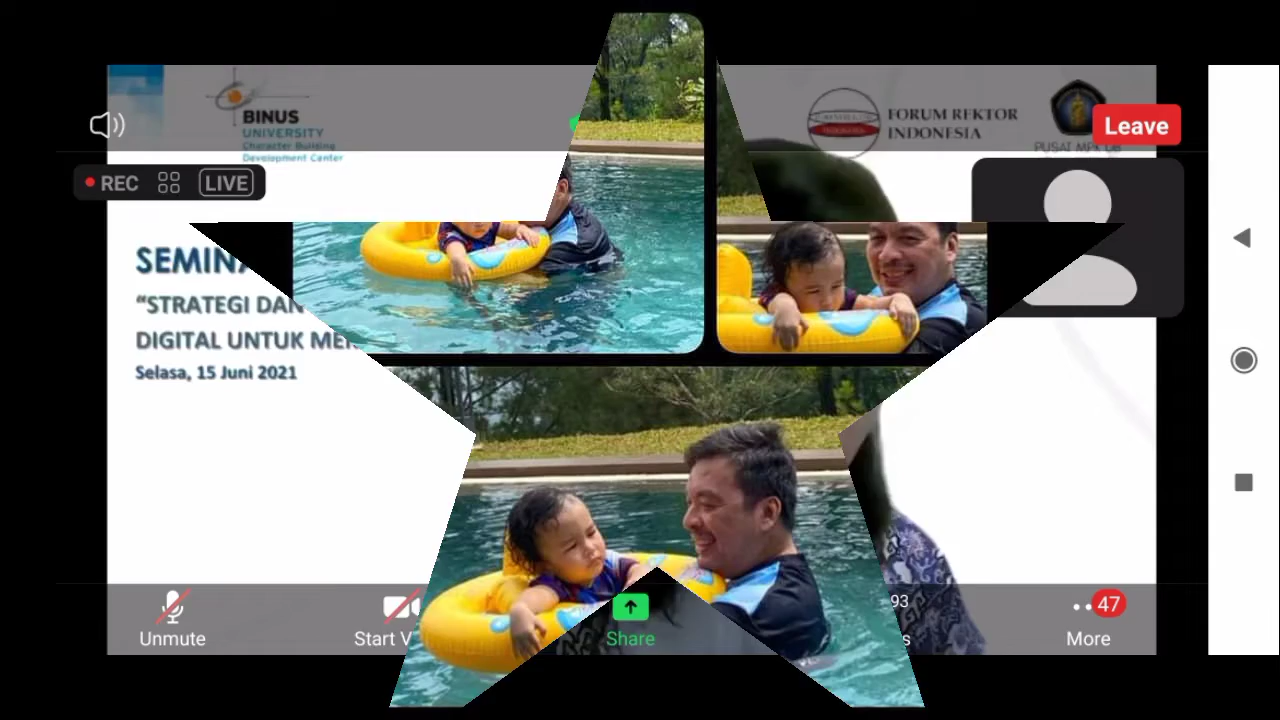 BINUS
UNIVERSITY
Character Building
Development Center
FORUM REKTOR
INDONESIA
Leave
REC
LIVE
SEMINA
“STRATEGI DAN
DIGITAL UNTUK
Selasa, 15 Juni 2021
Unmute
Start V
Share
93
s
47
More